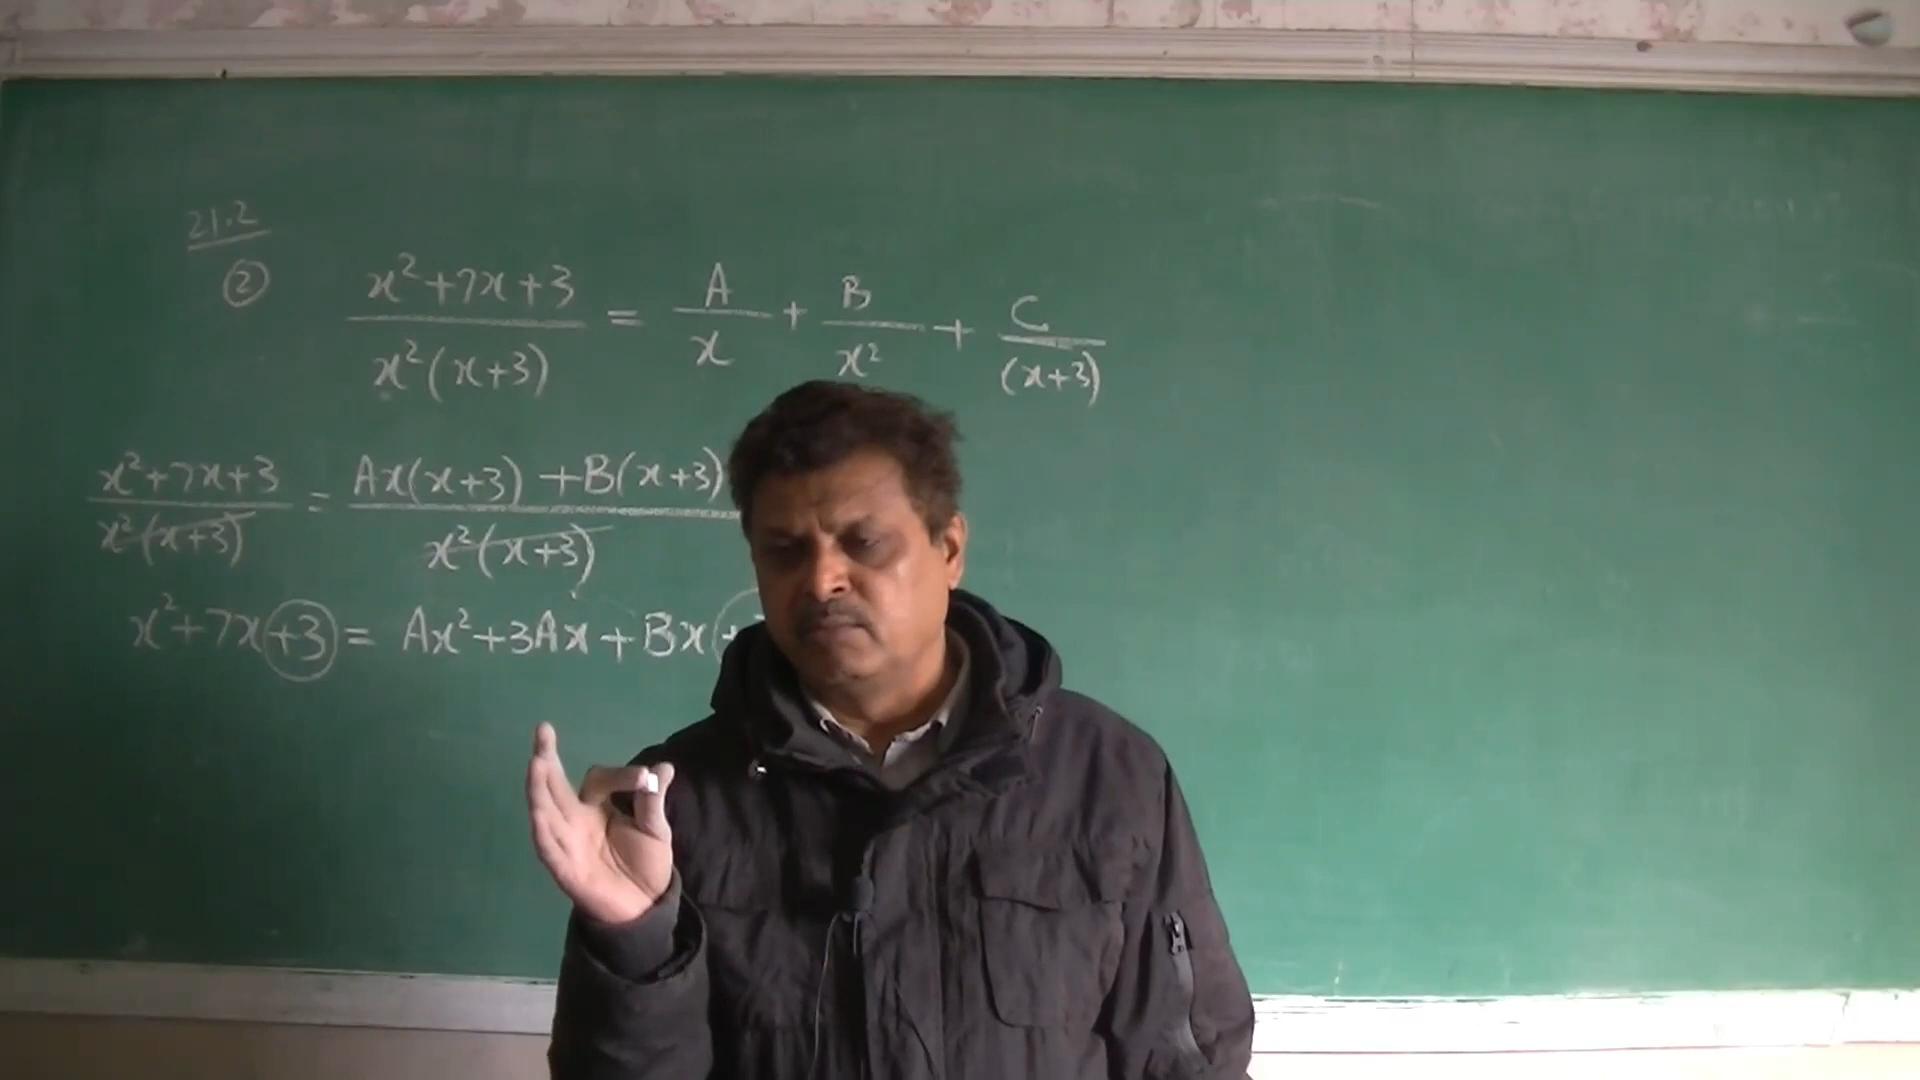 21.2
②
x²+7x+3 / x²(x+3) = A/x + B/x² + C/(x+3)
x²+7x+3 / x²(x+3) = Ax(x+3) + B(x+3) / x²(x+3)
x²+7x+3 = Ax²+3Ax+Bx+